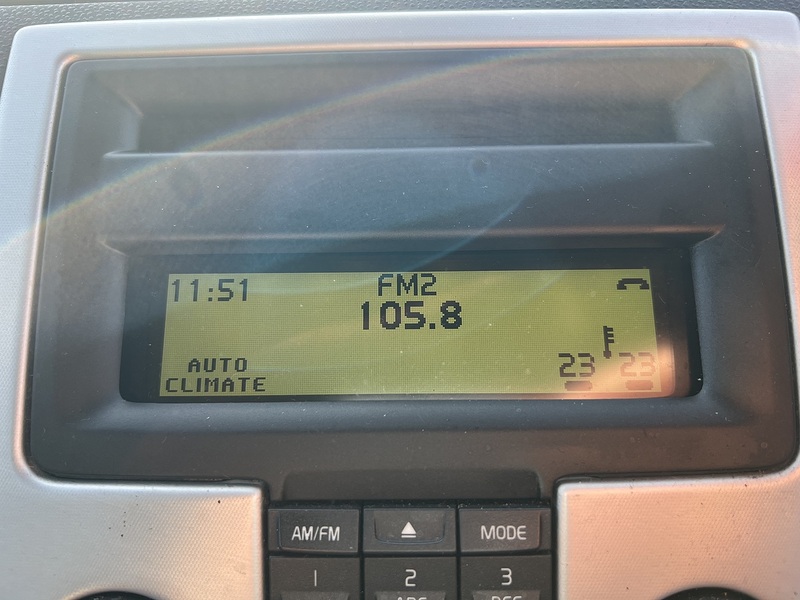 11:51 FM2
105.8
AUTO
CLIMATE
23 23
AM/FM MODE
1 2 3